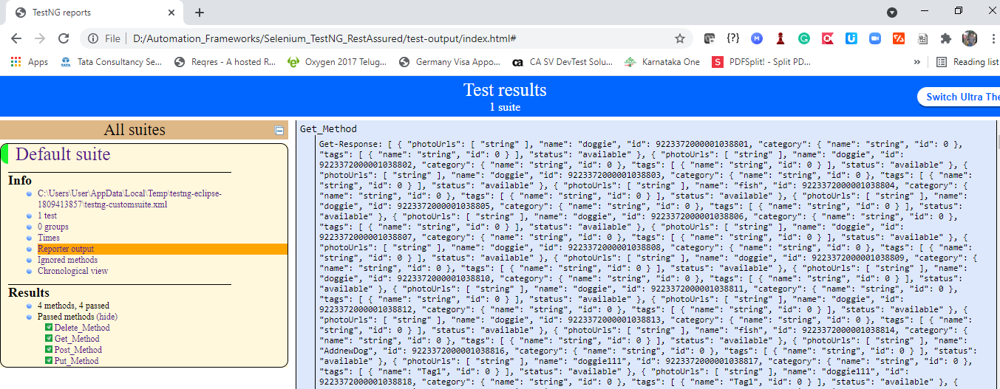 TestNG reports
File | D:/Automation_Frameworks/Selenium_TestNG_RestAssured/test-output/index.html#
Apps Tata Consultancy Se... Reqres - A hosted R... Oxygen 2017 Telug... Germany Visa Appo... CA SV DevTest Solu... Karnataka One PDFSplit! - Split PD... » Reading list
Test results
1 suite
Switch Ultra The
All suites
Default suite
Info
C:\Users\User\AppData\Local\Temp\testng-eclipse-
1809413857\testng-customsuite.xml
1 test
0 groups
Times
Reporter output
Ignored methods
Chronological view
Results
4 methods, 4 passed
Passed methods (hide)
Delete_Method
Get_Method
Post_Method
Put_Method
Get_Method
Get-Response: [ { "photoUrls": [ "string" ], "name": "doggie", "id": 9223372000001038801, "category": { "name": "string", "id": 0 },
"tags": [ { "name": "string", "id": 0 } ], "status": "available" }, { "photoUrls": [ "string" ], "name": "doggie", "id":
9223372000001038802, "category": { "name": "string", "id": 0 }, "tags": [ { "name": "string", "id": 0 } ], "status": "available" }, {
"photoUrls": [ "string" ], "name": "doggie", "id": 9223372000001038803, "category": { "name": "string", "id": 0 }, "tags": [ { "name":
"string", "id": 0 } ], "status": "available" }, { "photoUrls": [ "string" ], "name": "fish", "id": 9223372000001038804, "category": {
"name": "string", "id": 0 }, "tags": [ { "name": "string", "id": 0 } ], "status": "available" }, { "photoUrls": [ "string" ], "name":
"doggie", "id": 9223372000001038805, "category": { "name": "string", "id": 0 }, "tags": [ { "name": "string", "id": 0 } ], "status":
"available" }, { "photoUrls": [ "string" ], "name": "doggie", "id": 9223372000001038806, "category": { "name": "string", "id": 0 },
"tags": [ { "name": "string", "id": 0 } ], "status": "available" }, { "photoUrls": [ "string" ], "name": "doggie", "id":
9223372000001038807, "category": { "name": "string", "id": 0 }, "tags": [ { "name": "string", "id": 0 } ], "status": "available" }, {
"photoUrls": [ "string" ], "name": "doggie", "id": 9223372000001038808, "category": { "name": "string", "id": 0 }, "tags": [ { "name":
"string", "id": 0 } ], "status": "available" }, { "photoUrls": [ "string" ], "name": "doggie", "id": 9223372000001038809, "category": {
"name": "string", "id": 0 }, "tags": [ { "name": "string", "id": 0 } ], "status": "available" }, { "photoUrls": [ "string" ], "name":
"doggie", "id": 9223372000001038810, "category": { "name": "string", "id": 0 }, "tags": [ { "name": "string", "id": 0 } ], "status":
"available" }, { "photoUrls": [ "string" ], "name": "doggie", "id": 9223372000001038811, "category": { "name": "string", "id": 0 },
"tags": [ { "name": "string", "id": 0 } ], "status": "available" }, { "photoUrls": [ "string" ], "name": "doggie", "id":
9223372000001038812, "category": { "name": "string", "id": 0 }, "tags": [ { "name": "string", "id": 0 } ], "status": "available" }, {
"photoUrls": [ "string" ], "name": "doggie", "id": 9223372000001038813, "category": { "name": "string", "id": 0 }, "tags": [ { "name":
"string", "id": 0 } ], "status": "available" }, { "photoUrls": [ "string" ], "name": "fish", "id": 9223372000001038814, "category": {
"name": "string", "id": 0 }, "tags": [ { "name": "string", "id": 0 } ], "status": "available" }, { "photoUrls": [ "string" ], "name":
"AddnewDog", "id": 9223372000001038816, "category": { "name": "string", "id": 0 }, "tags": [ { "name": "string", "id": 0 } ], "status":
"available" }, { "photoUrls": [ "string" ], "name": "doggie111", "id": 9223372000001038817, "category": { "name": "string", "id": 0 },
"tags": [ { "name": "Tag1", "id": 0 } ], "status": "available" }, { "photoUrls": [ "string" ], "name": "doggie111", "id":
9223372000001038818, "category": { "name": "string", "id": 0 }, "tags": [ { "name": "Tag1", "id": 0 } ], "status": "available" }, {